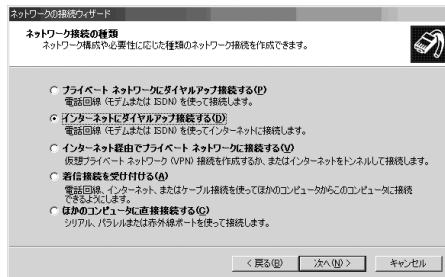 ネットワークの接続ウィザード
ネットワーク接続の種類
ネットワーク構成や必要性に応じた種類のネットワーク接続を作成できます。
プライベート ネットワークにダイヤルアップ接続する(P)
電話回線 (モデムまたは ISDN) を使って接続します。
インターネットにダイヤルアップ接続する(D)
電話回線 (モデムまたは ISDN) を使ってインターネットに接続します。
インターネット経由でプライベート ネットワークに接続する(V)
仮想プライベート ネットワーク (VPN) 接続を作成するか、またはインターネットをトンネルして接続します。
着信接続を受け付ける(A)
電話回線、インターネット、またはケーブル接続を使ってほかのコンピュータからこのコンピュータに接続
できるようにします。
ほかのコンピュータに直接接続する(C)
シリアル、パラレルまたは赤外線ポートを使って接続します。
< 戻る(B) 次へ(N) > キャンセル